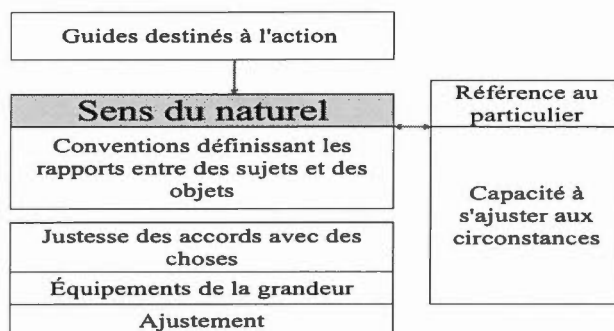 Guides destinés à l'action
Sens du naturel
Conventions définissant les
rapports entre des sujets et des
objets
Référence au
particulier
Capacité à
s'ajuster aux
circonstances
Justesse des accords avec des
choses
Équipements de la grandeur
Ajustement